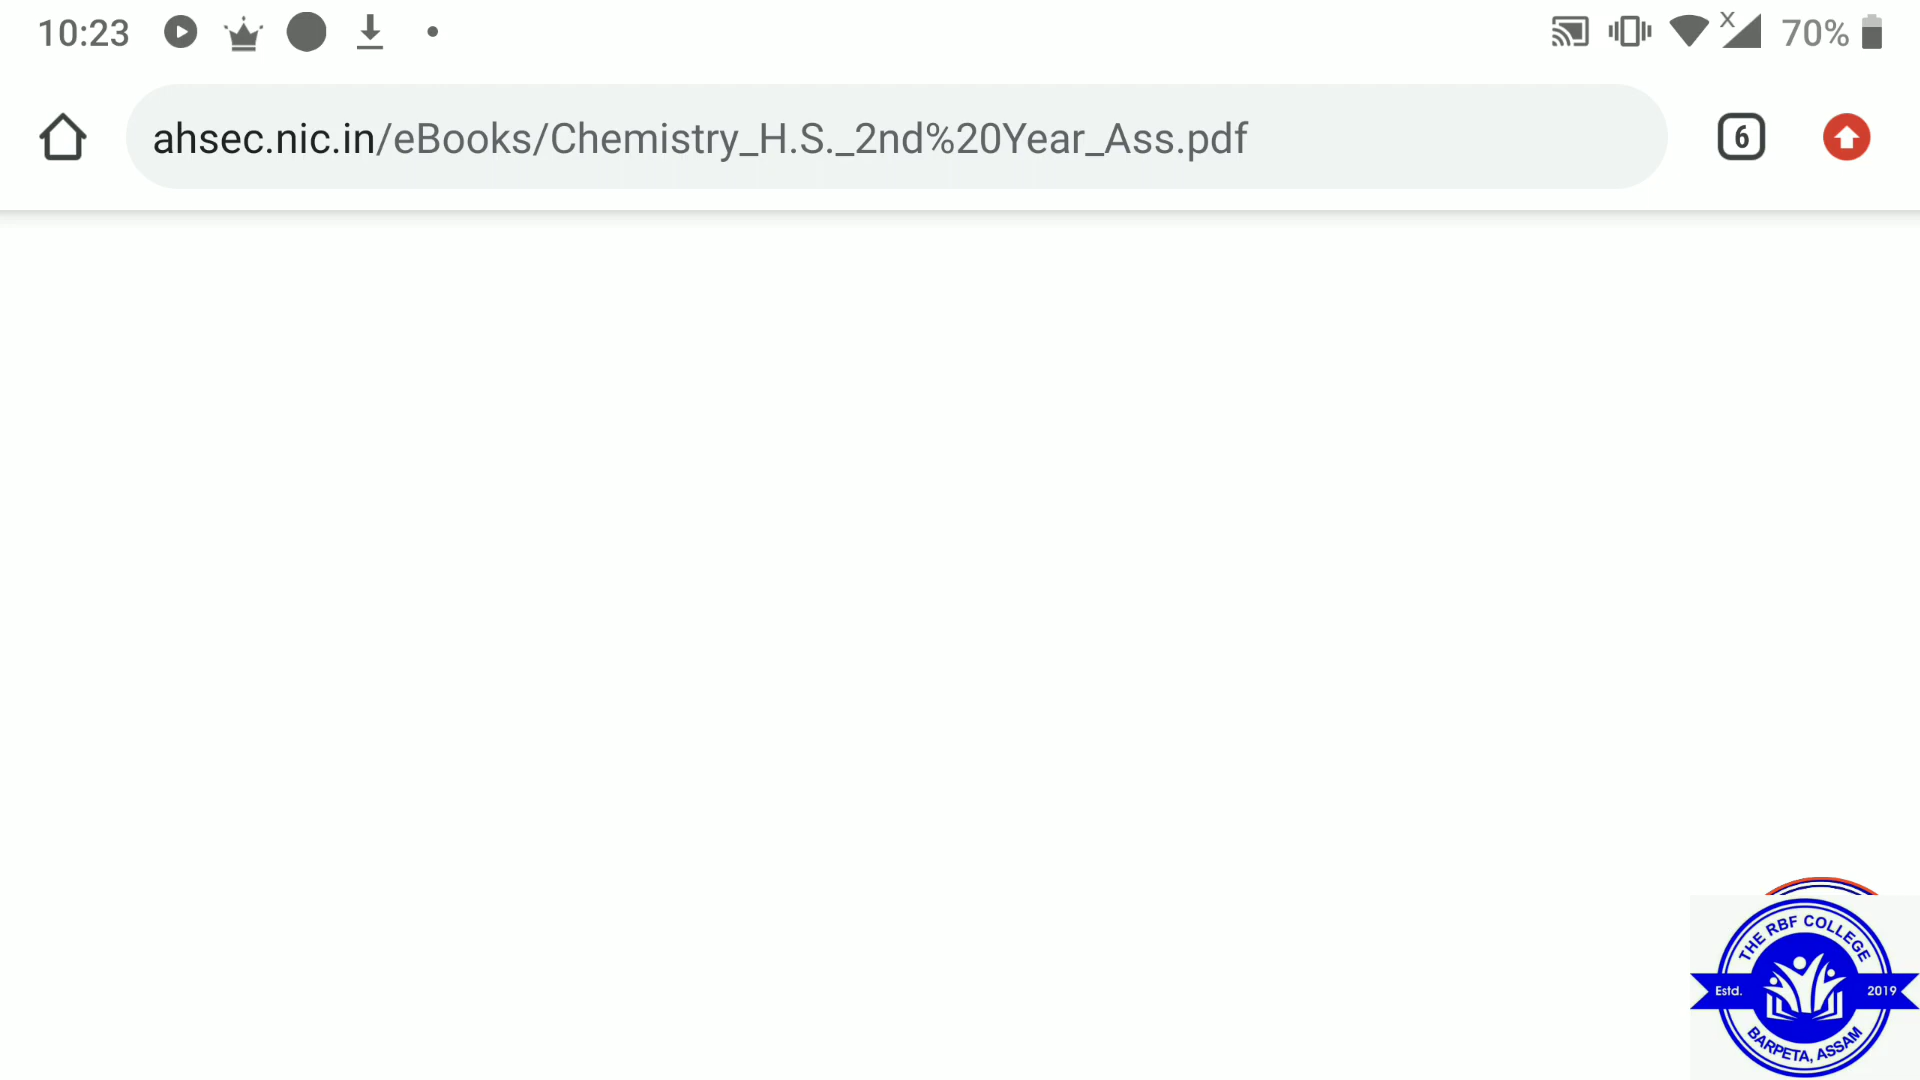 10:23
X
70%
ahsec.nic.in/eBooks/Chemistry_H.S._2nd%20Year_Ass.pdf
6
THE RBF COLLEGE
Estd.
2019
BARPETA, ASSAM